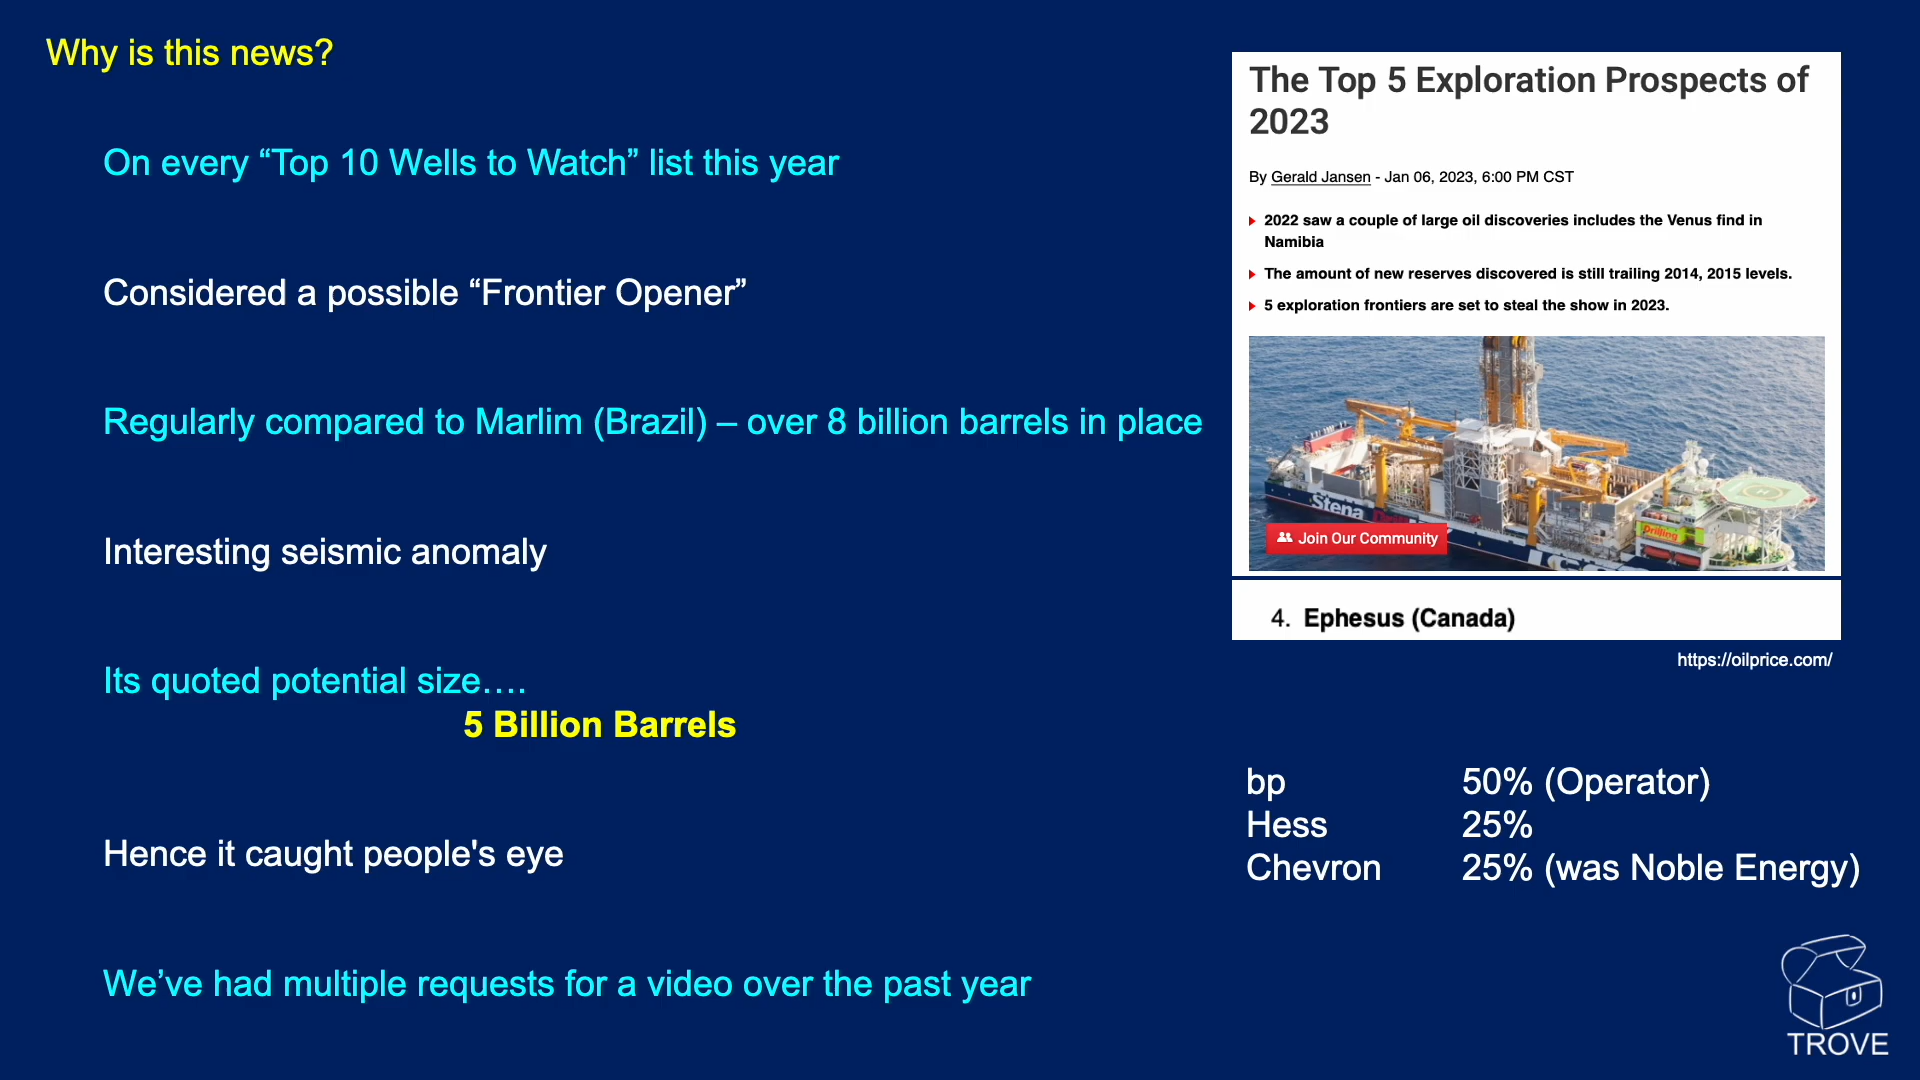 Why is this news?
On every “Top 10 Wells to Watch” list this year
Considered a possible “Frontier Opener”
Regularly compared to Marlim (Brazil) – over 8 billion barrels in place
Interesting seismic anomaly
Its quoted potential size….
5 Billion Barrels
Hence it caught people's eye
We’ve had multiple requests for a video over the past year
The Top 5 Exploration Prospects of
2023
By Gerald Jansen - Jan 06, 2023, 6:00 PM CST
2022 saw a couple of large oil discoveries includes the Venus find in
Namibia
The amount of new reserves discovered is still trailing 2014, 2015 levels.
5 exploration frontiers are set to steal the show in 2023.
Stena
Drilling
Join Our Community
4. Ephesus (Canada)
https://oilprice.com/
bp 50% (Operator)
Hess 25%
Chevron 25% (was Noble Energy)
TROVE